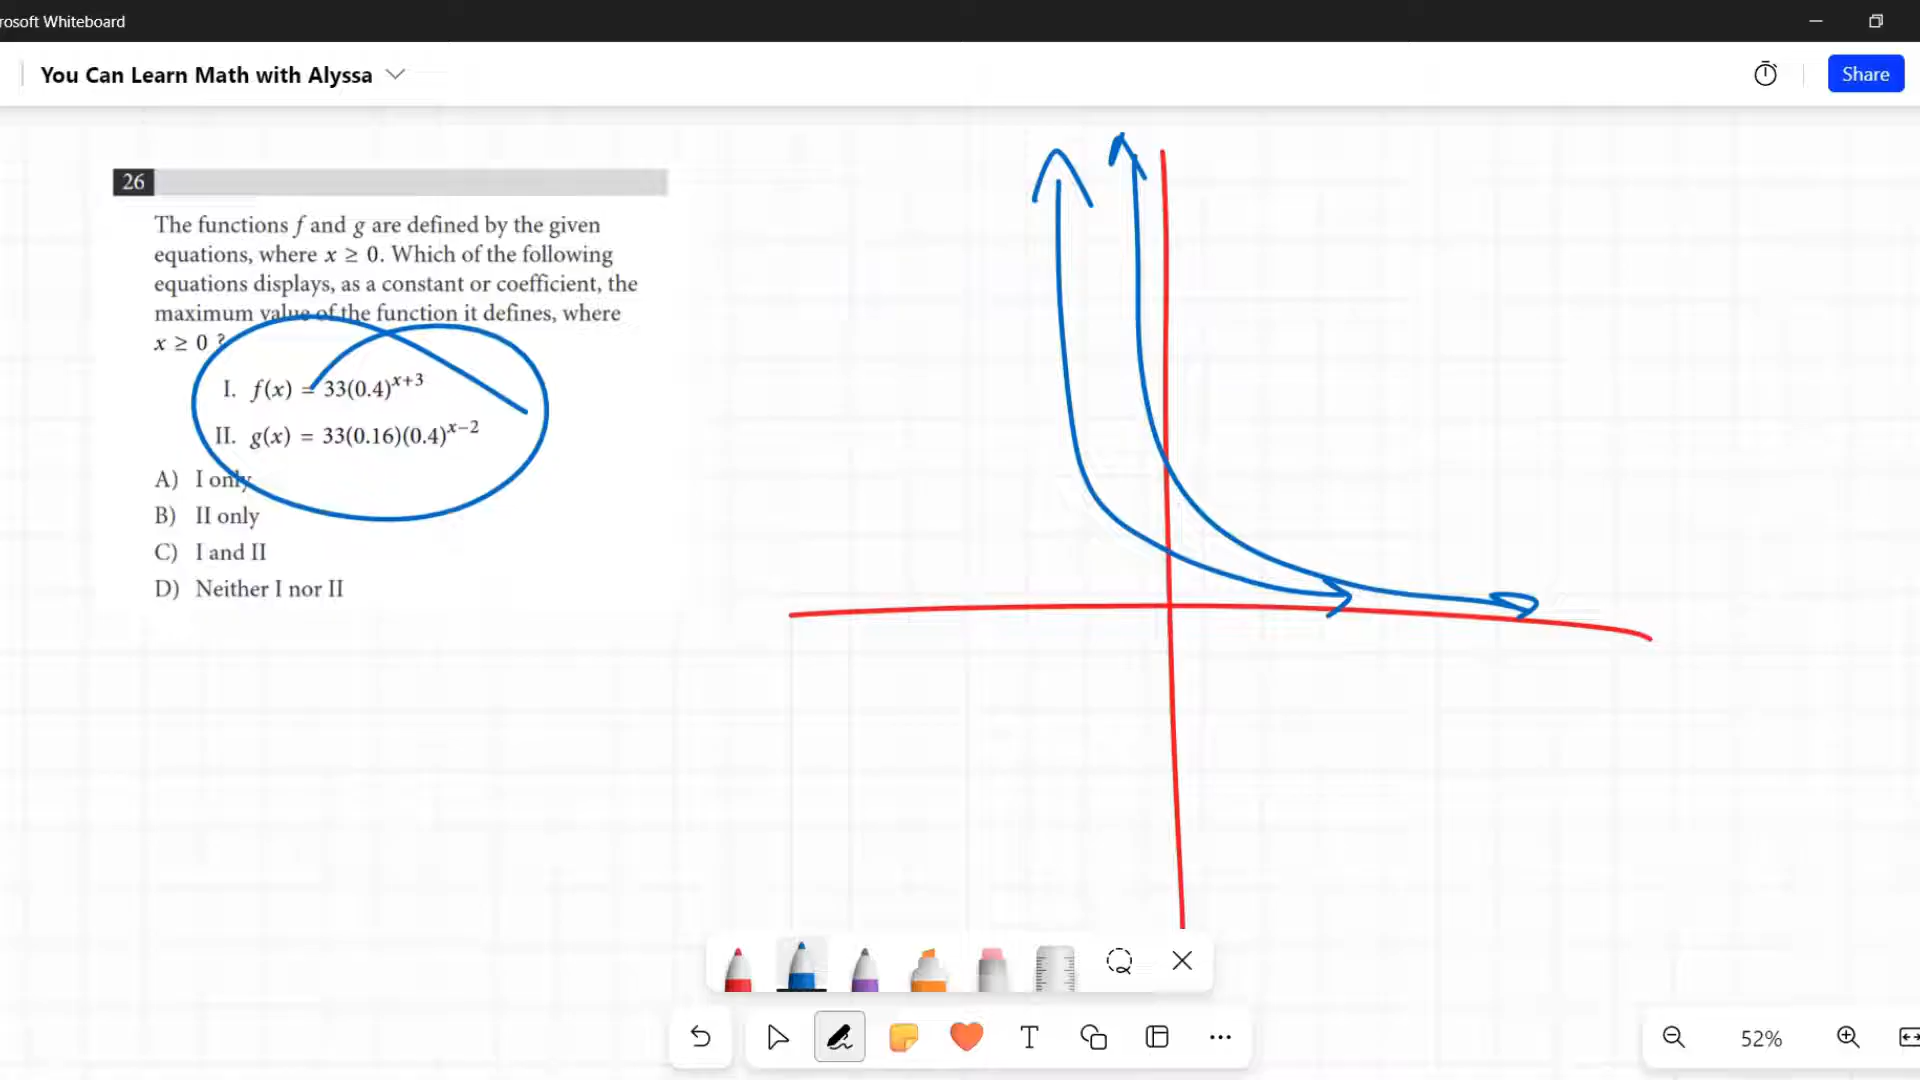 rosoft Whiteboard
You Can Learn Math with Alyssa
Share
26
The functions f and g are defined by the given
equations, where x ≥ 0. Which of the following
equations displays, as a constant or coefficient, the
maximum value of the function it defines, where
x ≥ 0 ?
I. f(x) = 33(0.4)^{x+3}
II. g(x) = 33(0.16)(0.4)^{x−2}
A) I only
B) II only
C) I and II
D) Neither I nor II
52%